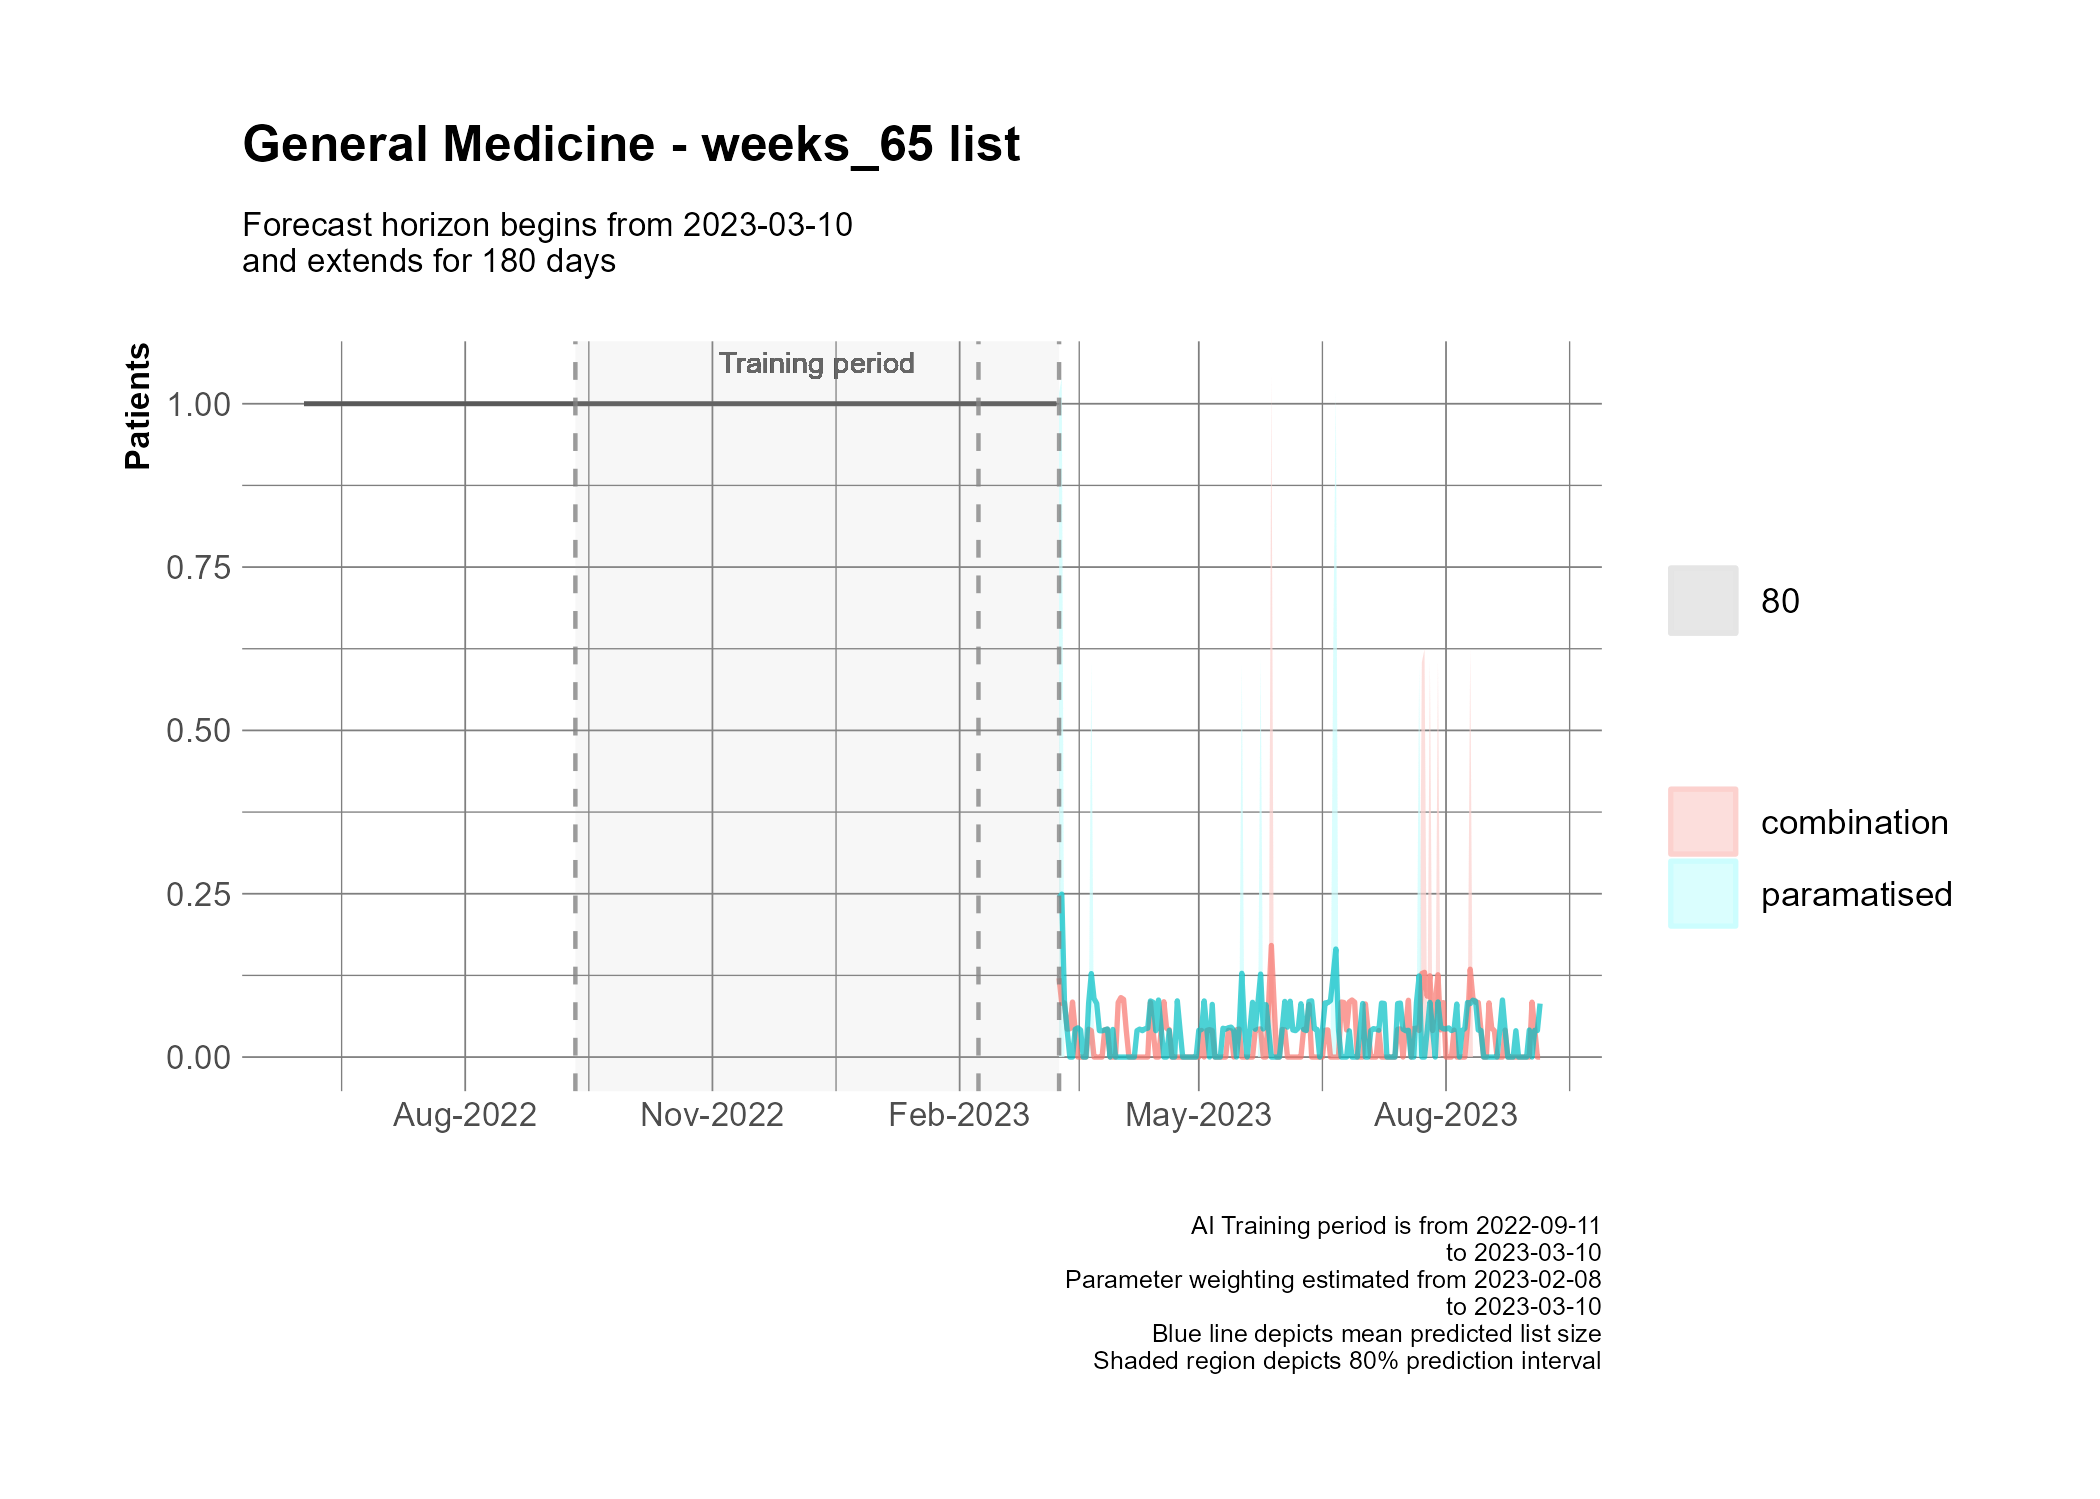 General Medicine - weeks_65 list
Forecast horizon begins from 2023-03-10
and extends for 180 days
Patients
Training period
1.00
0.75
0.50
0.25
0.00
Aug-2022
Nov-2022
Feb-2023
May-2023
Aug-2023
80
combination
paramatised
AI Training period is from 2022-09-11
to 2023-03-10
Parameter weighting estimated from 2023-02-08
to 2023-03-10
Blue line depicts mean predicted list size
Shaded region depicts 80% prediction interval